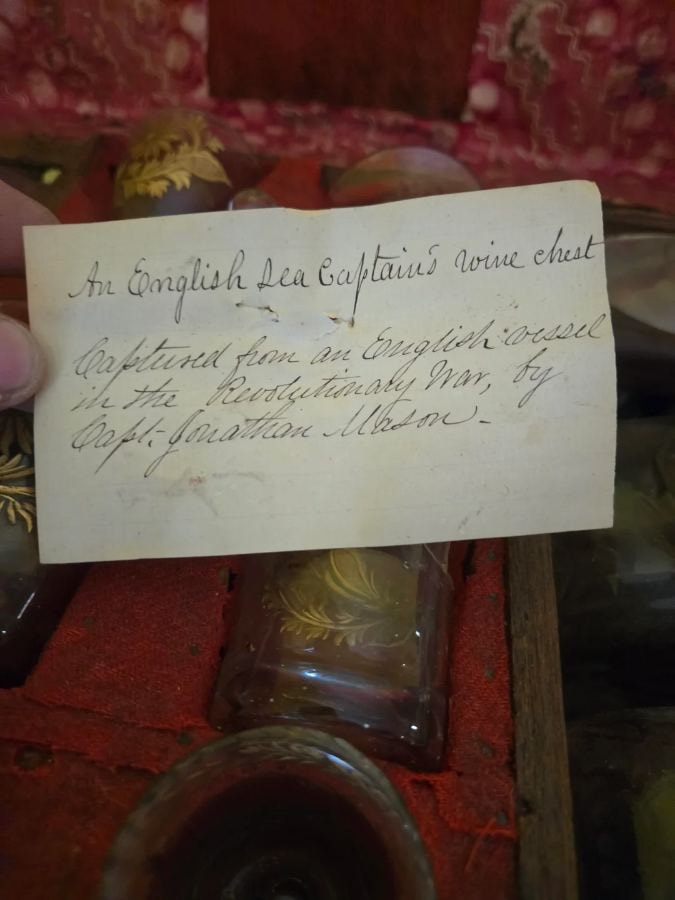 An English Sea Captain's wine chest
Captured from an English vessel
in the Revolutionary War, by
Capt. Jonathan Mason.